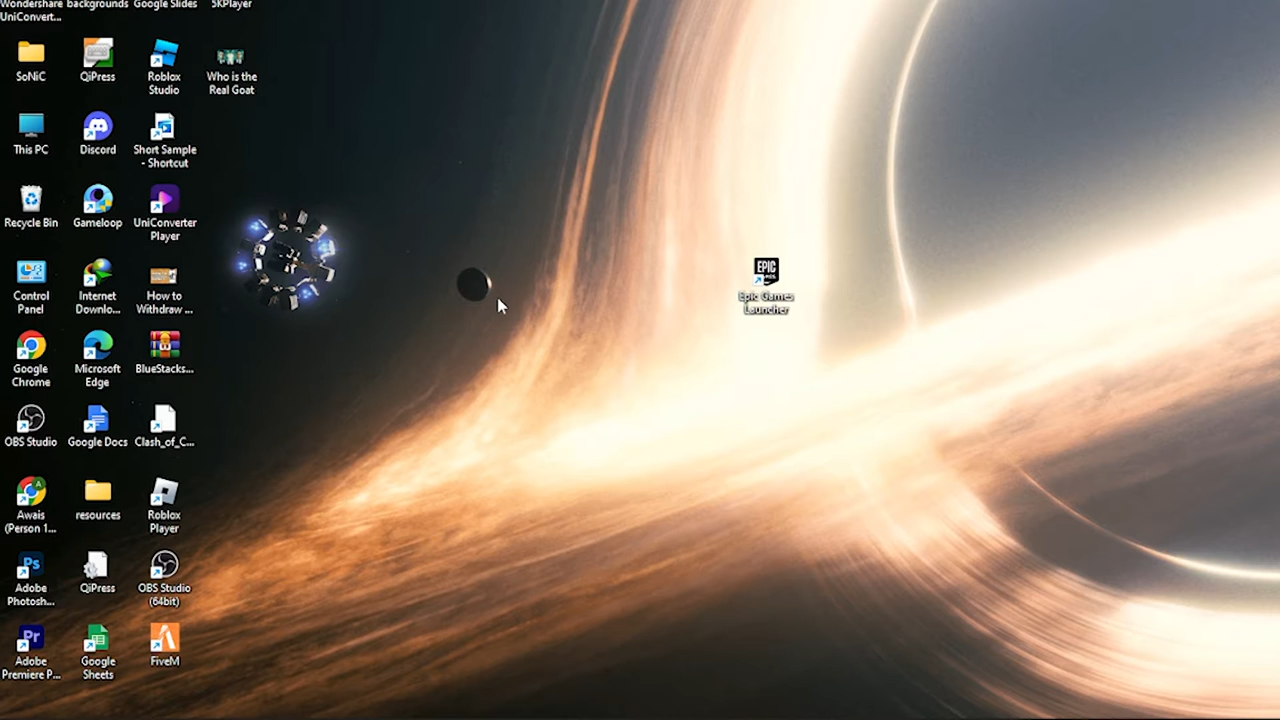 Wondershare
UniConvert...
backgrounds
Google Slides
5KPlayer
SoNiC
QiPress
Roblox
Studio
Who is the
Real Goat
This PC
Discord
Short Sample
- Shortcut
Recycle Bin
Gameloop
UniConverter
Player
Control
Panel
Internet
Downlo...
How to
Withdraw ...
EPIC
Epic Games
Launcher
Google
Chrome
Microsoft
Edge
BlueStacks...
OBS Studio
Google Docs
Clash_of_C...
A
Awais
(Person 1...
resources
Roblox
Player
Ps
Adobe
Photosh...
QiPress
OBS Studio
(64bit)
Pr
Adobe
Premiere P...
Google
Sheets
FiveM